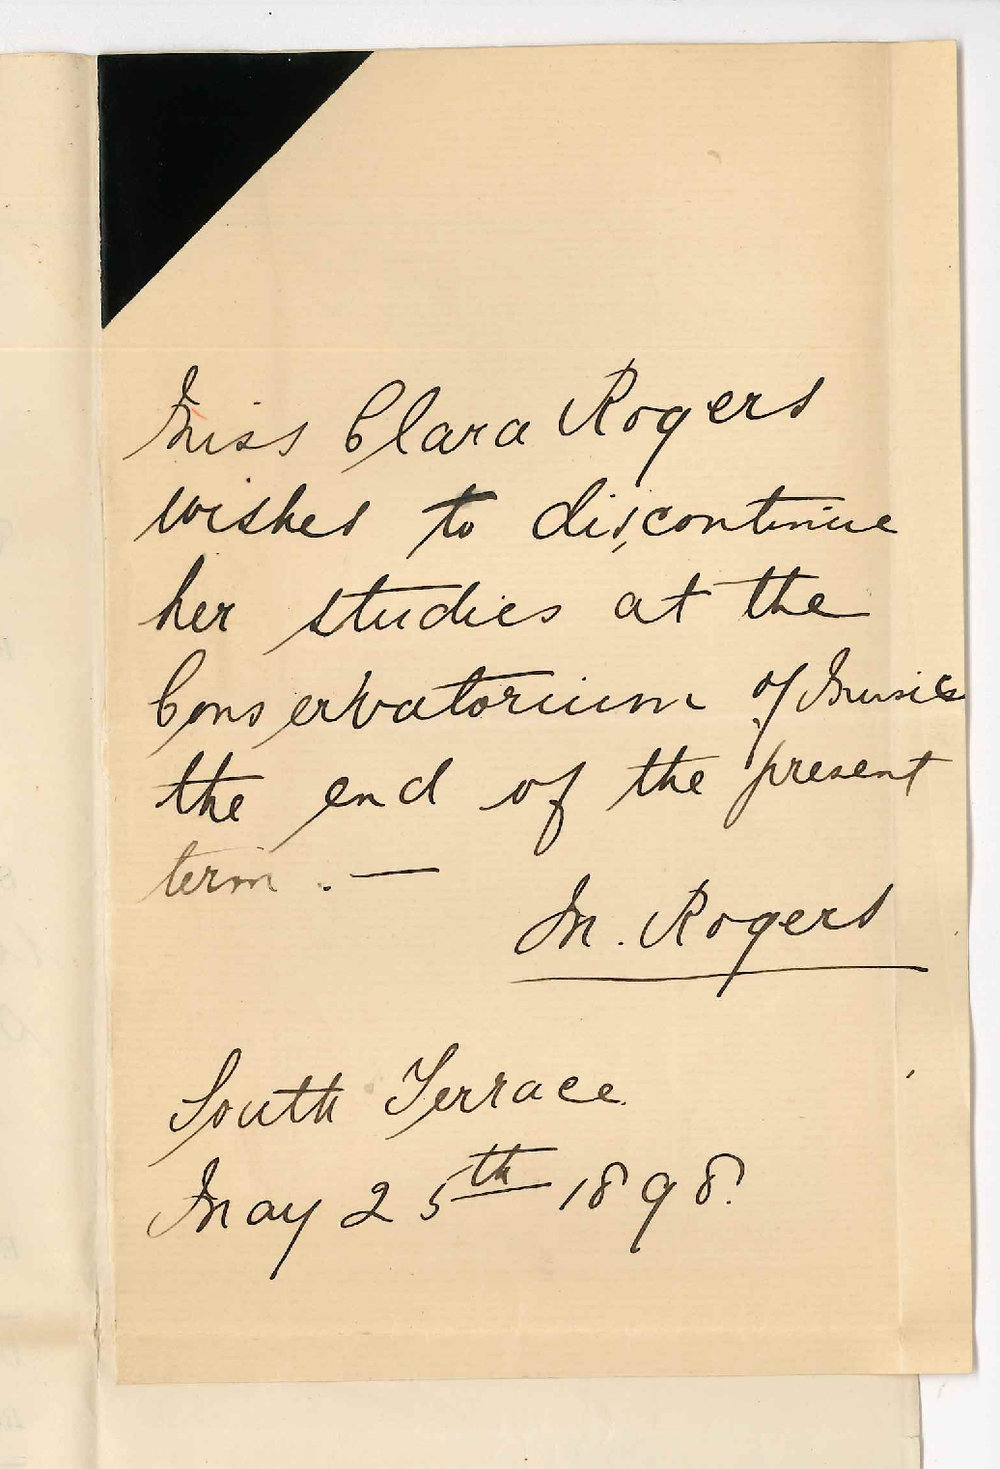 Miss Clara Rogers
wishes to discontinue
her studies at the
Conservatorium of Music
the end of the present
term. —
M. Rogers
South Terrace
May 25th 1898.